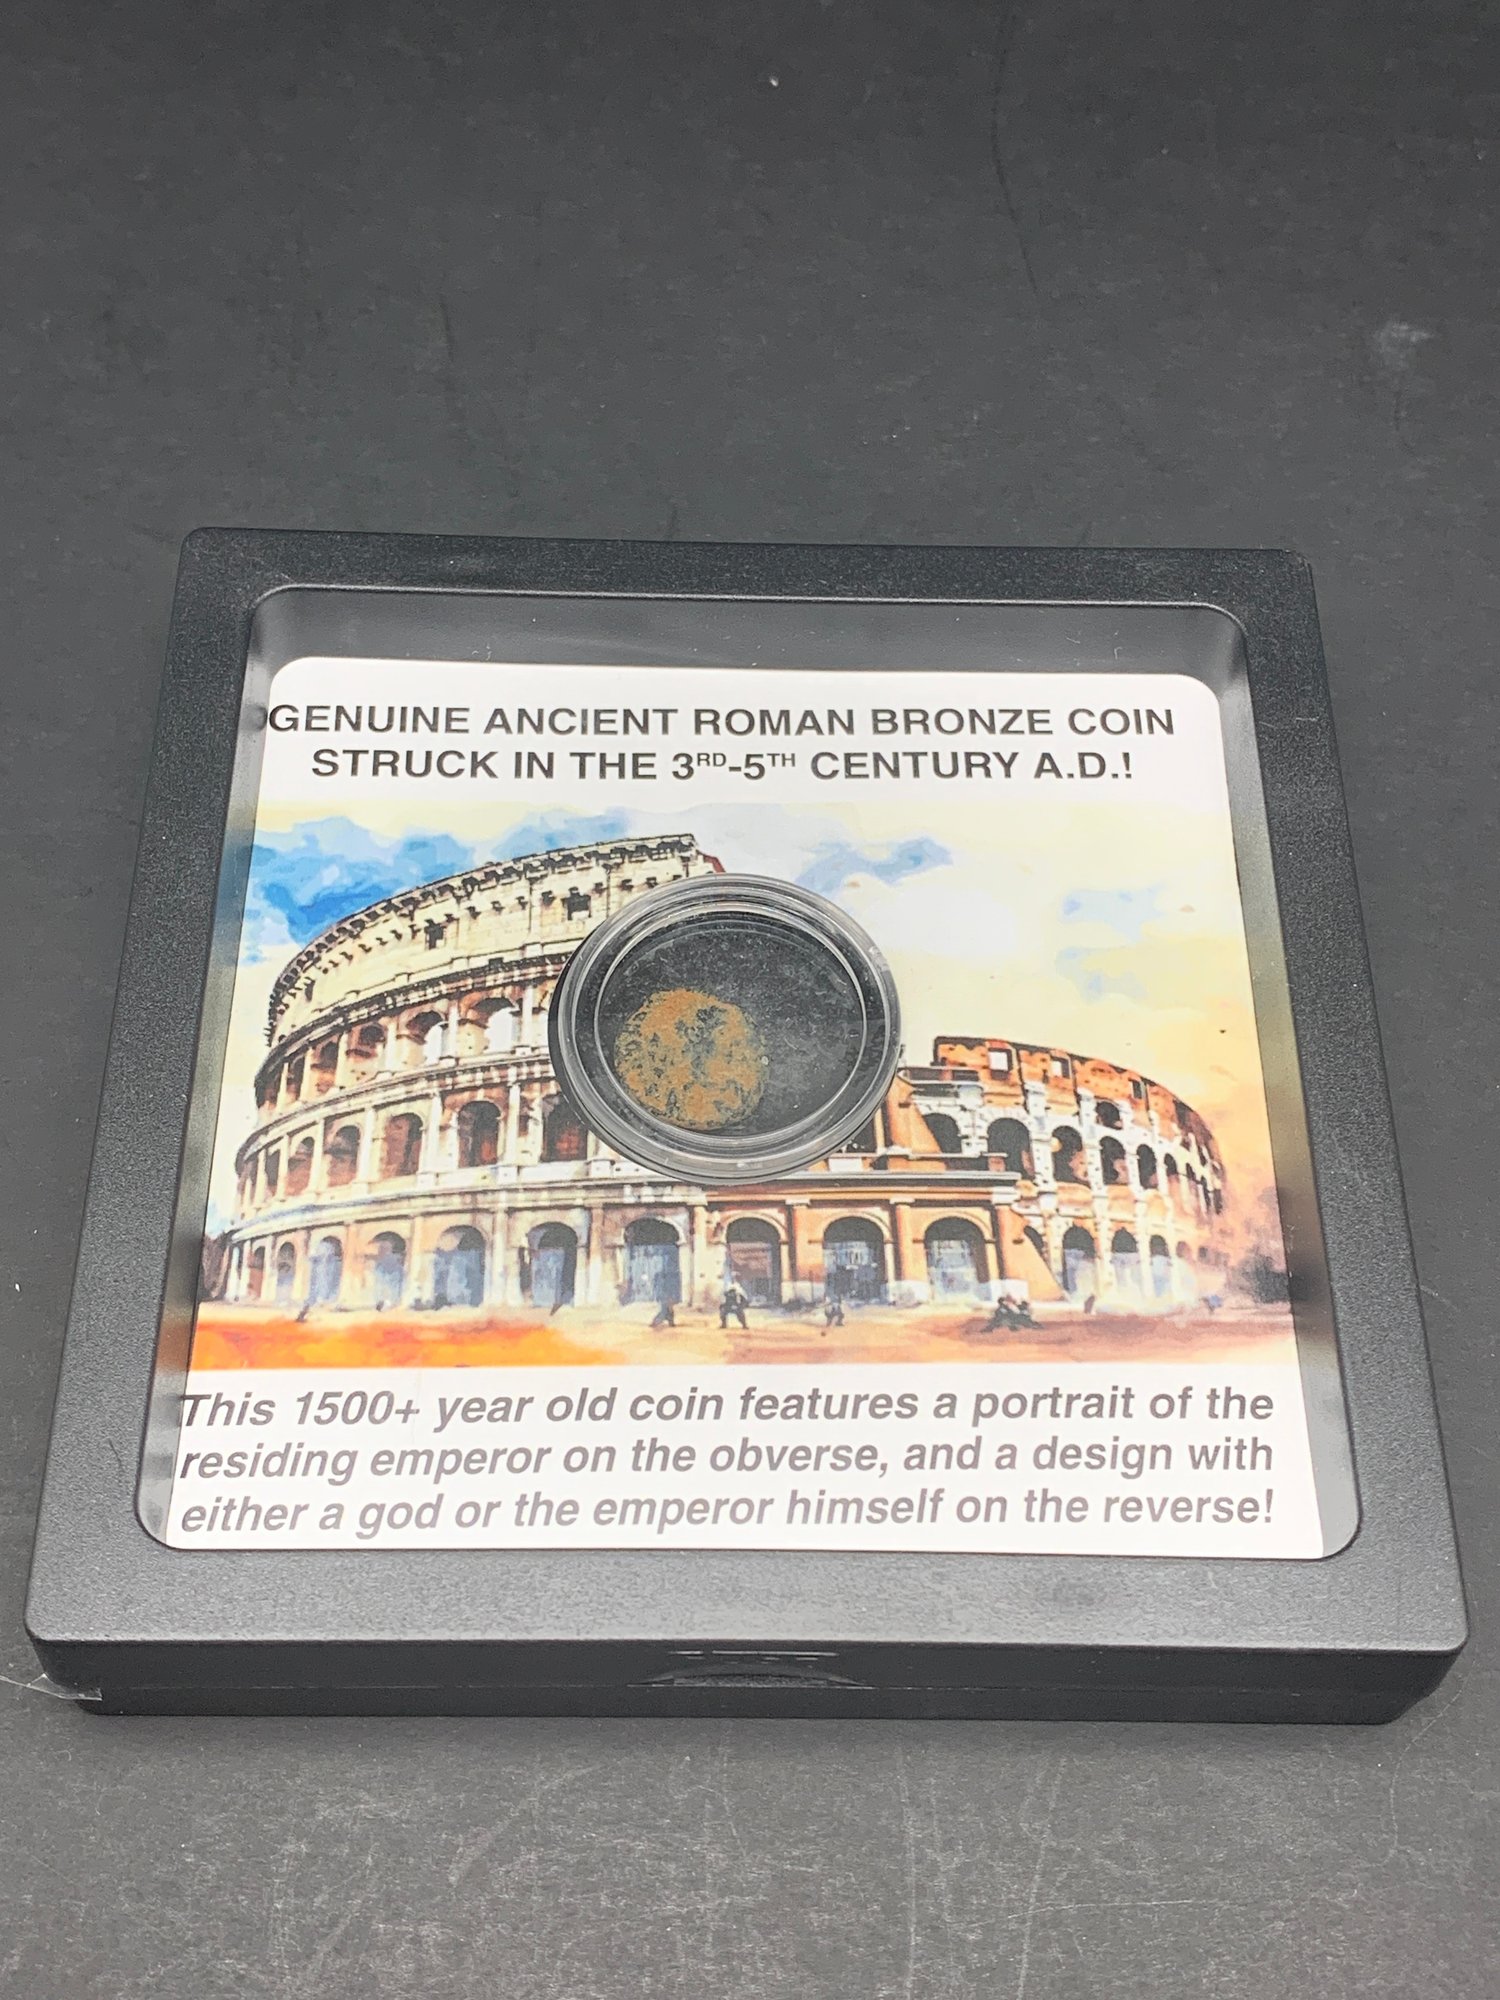 GENUINE ANCIENT ROMAN BRONZE COIN
STRUCK IN THE 3RD-5TH CENTURY A.D.!
This 1500+ year old coin features a portrait of the
residing emperor on the obverse, and a design with
either a god or the emperor himself on the reverse!